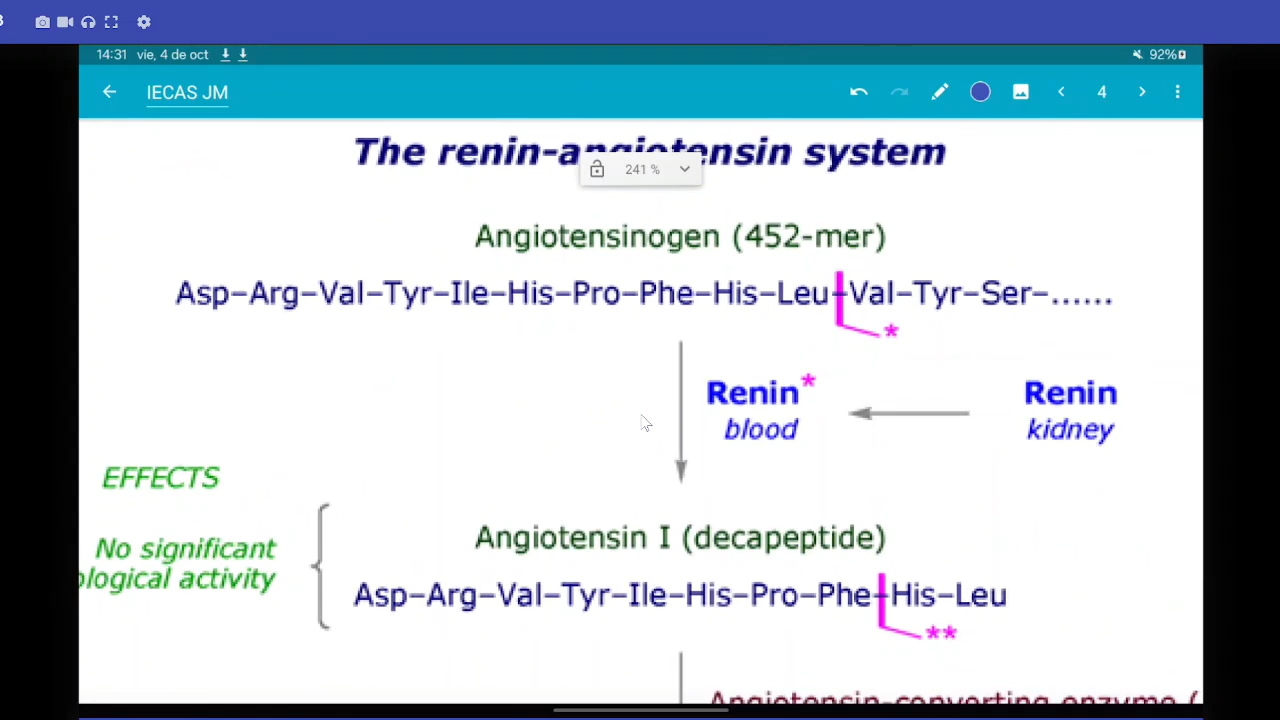 3
14:31 vie, 4 de oct
92%
IECAS JM
4
The renin-angiotensin system
241 %
Angiotensinogen (452-mer)
Asp–Arg–Val–Tyr–Ile–His–Pro–Phe–His–Leu–Val–Tyr–Ser–......
*
Renin*
blood
Renin
kidney
EFFECTS
No significant
ological activity
Angiotensin I (decapeptide)
Asp–Arg–Val–Tyr–Ile–His–Pro–Phe–His–Leu
**
Angiotensin-converting enzyme (